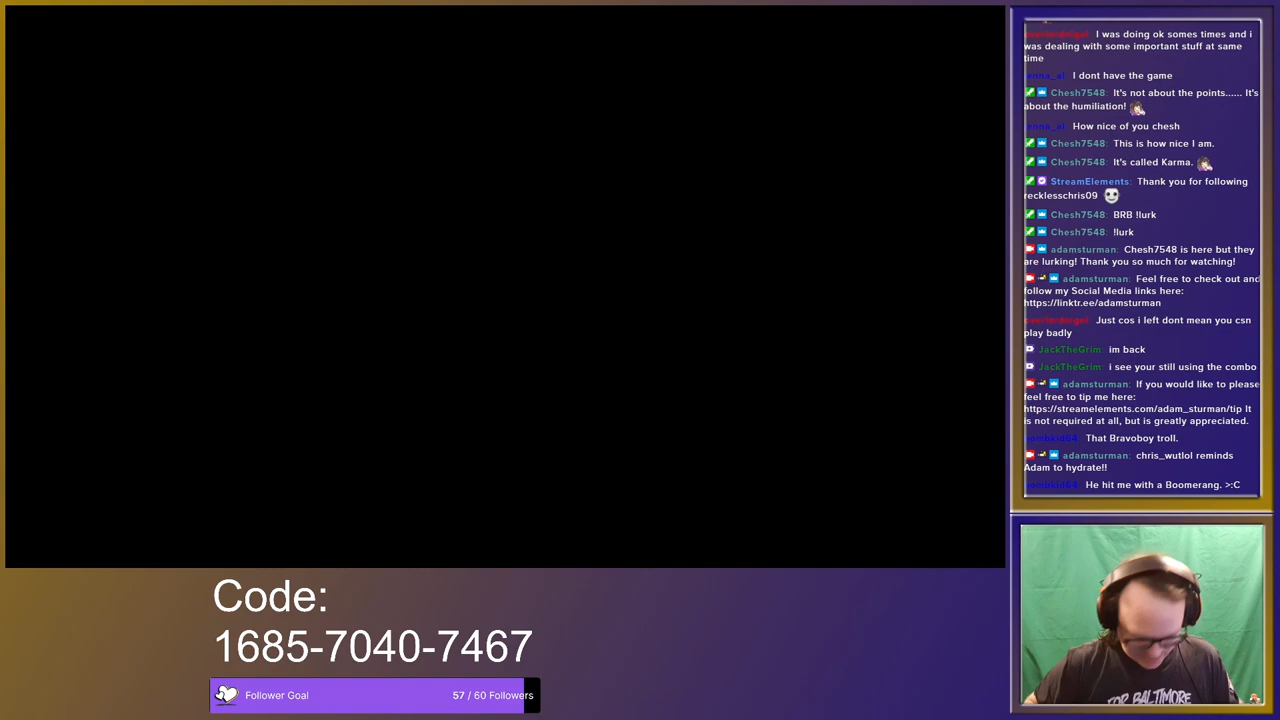 I was doing ok somes times and i
was dealing with some important stuff at same
time
enna_al: I dont have the game
Chesh7548: It's not about the points...... It's
about the humiliation!
enna_al: How nice of you chesh
Chesh7548: This is how nice I am.
Chesh7548: It's called Karma.
StreamElements: Thank you for following
recklesschris09
Chesh7548: BRB !lurk
Chesh7548: !lurk
adamsturman: Chesh7548 is here but they
are lurking! Thank you so much for watching!
adamsturman: Feel free to check out and
follow my Social Media links here:
https://linktr.ee/adamsturman
Just cos i left dont mean you csn
play badly
JackTheGrim: im back
JackTheGrim: i see your still using the combo
adamsturman: If you would like to please
feel free to tip me here:
https://streamelements.com/adam_sturman/tip It
is not required at all, but is greatly appreciated.
That Bravoboy troll.
adamsturman: chris_wutlol reminds
Adam to hydrate!!
He hit me with a Boomerang. >:C
Code:
1685-7040-7467
Follower Goal 57 / 60 Followers
TOP BALTIMORE